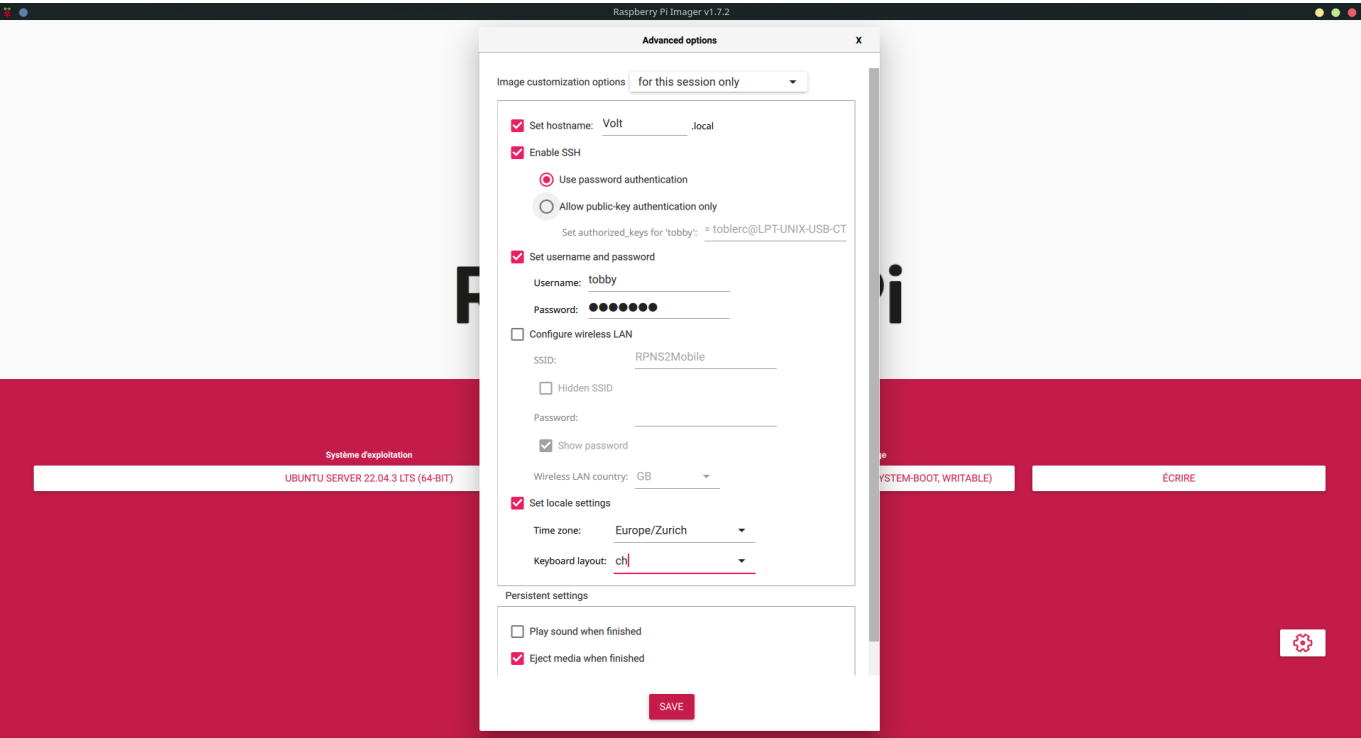 Raspberry Pi Imager v1.7.2
Advanced options
X
Image customization options for this session only
Set hostname: Volt .local
Enable SSH
Use password authentication
Allow public-key authentication only
Set authorized_keys for 'tobby': = toblerc@LPT-UNIX-USB-CT
Set username and password
Username: tobby
Password: ●●●●●●●
Configure wireless LAN
SSID: RPNS2Mobile
Hidden SSID
Password:
Show password
Wireless LAN country: GB
Set locale settings
Time zone: Europe/Zurich
Keyboard layout: ch
Persistent settings
Play sound when finished
Eject media when finished
SAVE
R Pi
Système d'exploitation
UBUNTU SERVER 22.04.3 LTS (64-BIT)
YSTEM-BOOT, WRITABLE)
ÉCRIRE